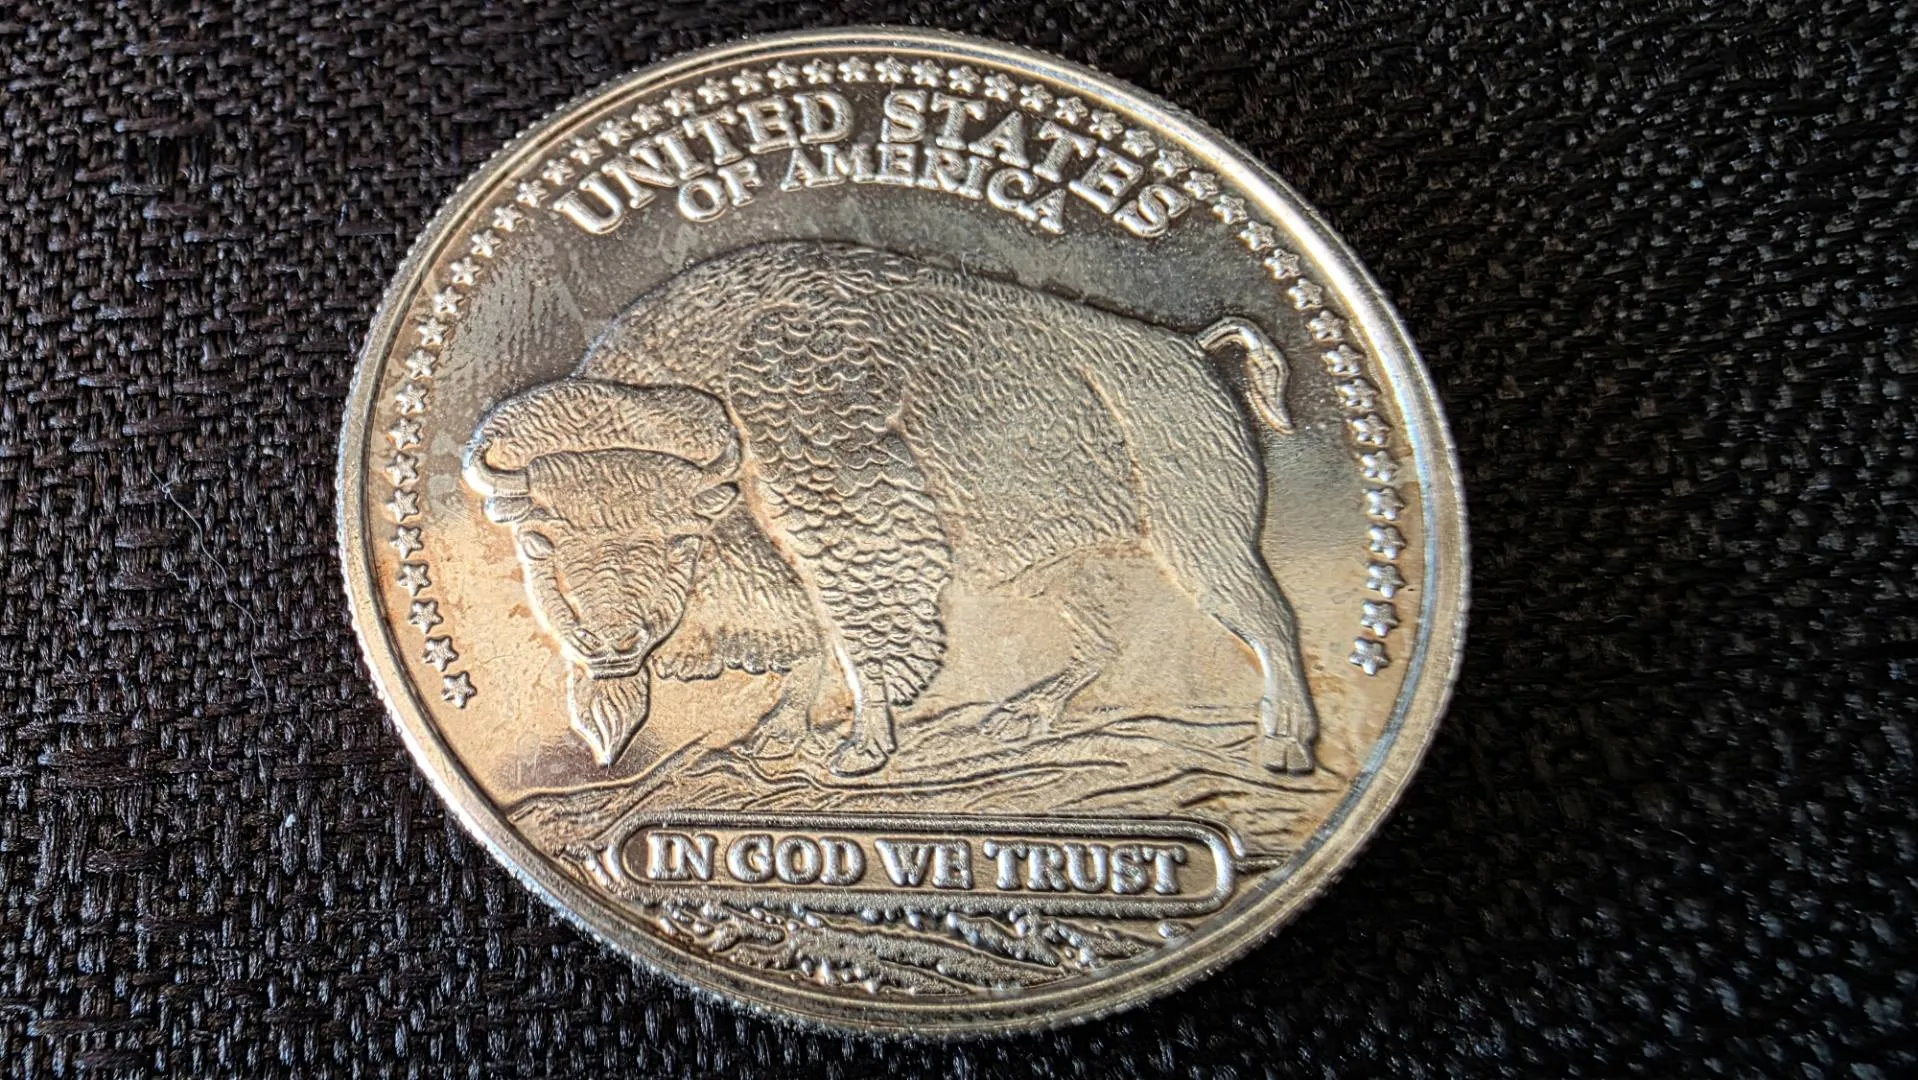 UNITED STATES
OF AMERICA
IN GOD WE TRUST